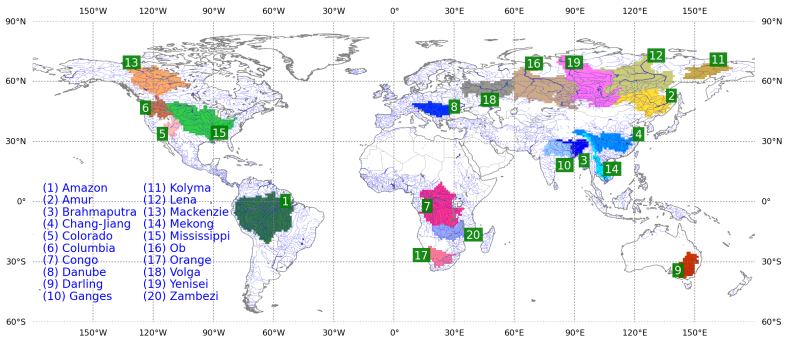 150°W 120°W 90°W 60°W 30°W 0° 30°E 60°E 90°E 120°E 150°E
90°N 90°N
13 16 19 12 11
60°N 60°N
6 8 18 2
5 15 4
30°N 30°N
10 3 14
(1) Amazon (11) Kolyma
(2) Amur (12) Lena
0° 1 7 0°
(3) Brahmaputra (13) Mackenzie
(4) Chang-Jiang (14) Mekong
(5) Colorado (15) Mississippi
20
(6) Columbia (16) Ob
(7) Congo (17) Orange
17
30°S 30°S
(8) Danube (18) Volga
9
(9) Darling (19) Yenisei
(10) Ganges (20) Zambezi
60°S 60°S
150°W 120°W 90°W 60°W 30°W 0° 30°E 60°E 90°E 120°E 150°E